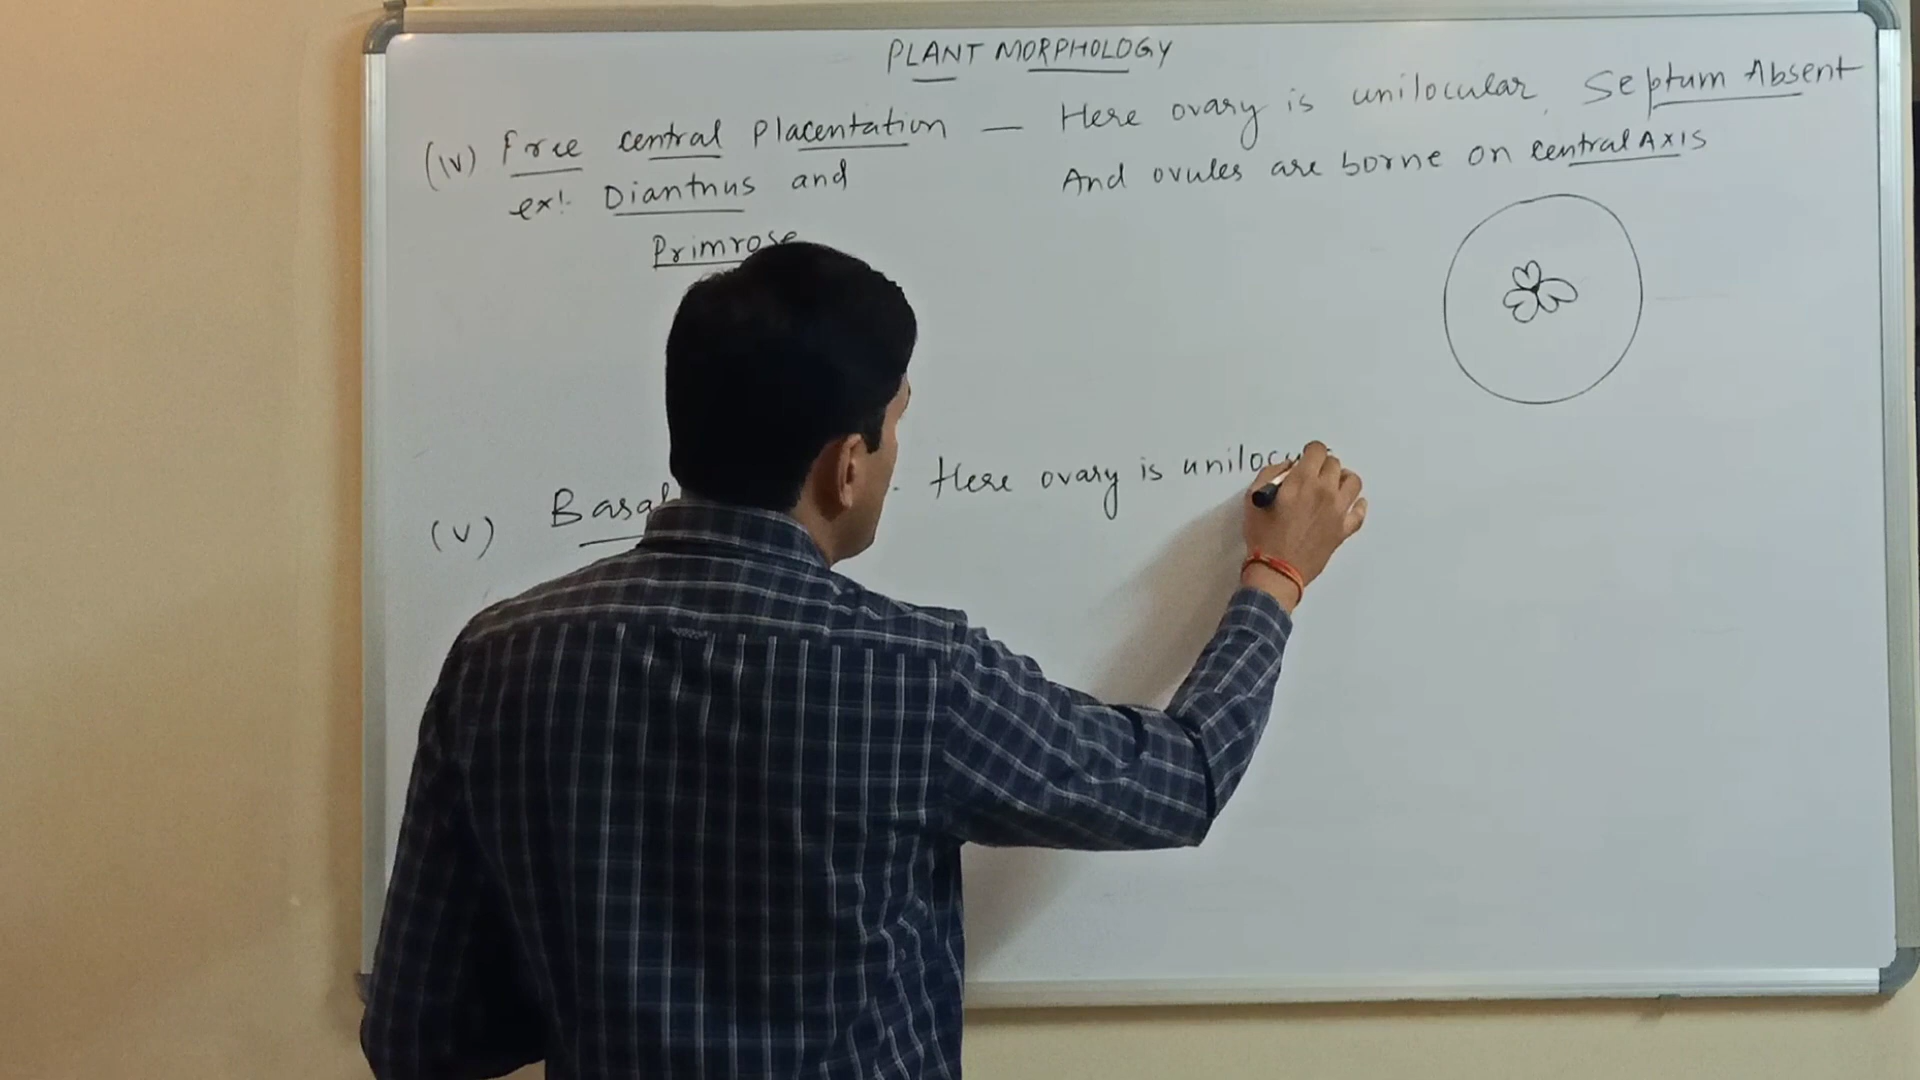 PLANT MORPHOLOGY
(iv) Free central Placentation — Here ovary is unilocular, Septum Absent
ex:- Dianthus and
And ovules are borne on central Axis
Primrose
(v) Basal - Here ovary is unilocu